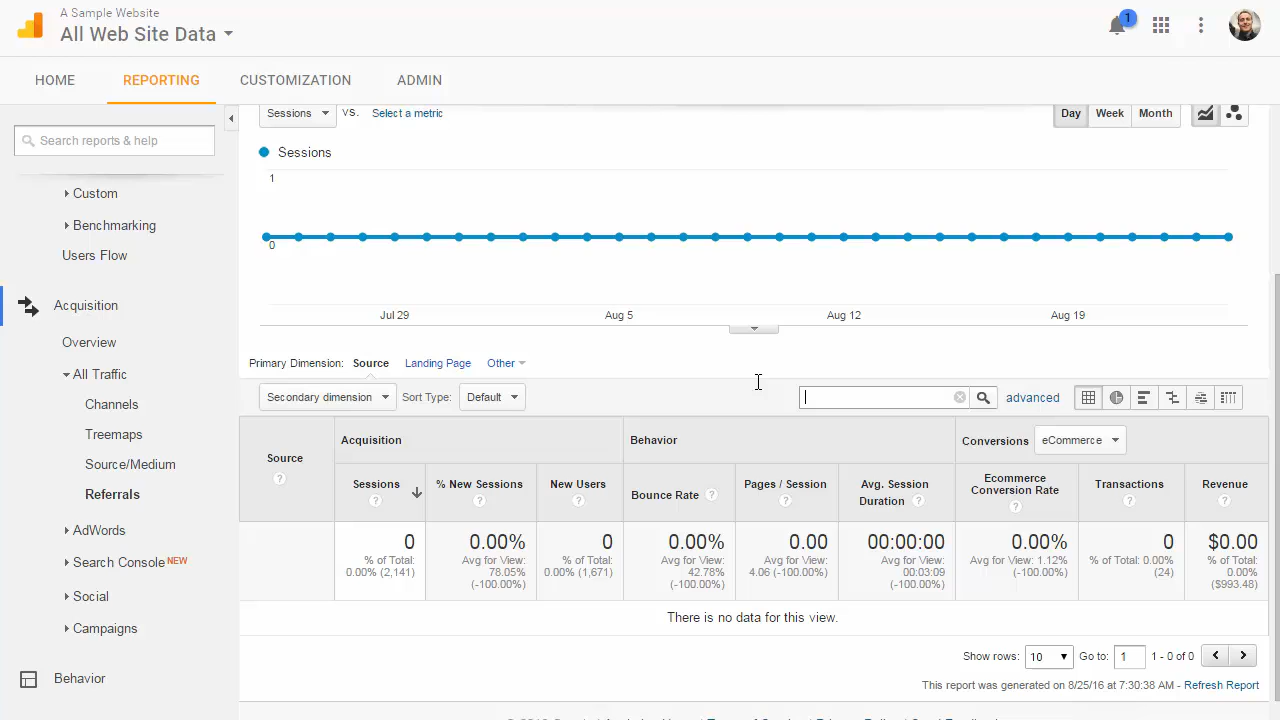 A Sample Website
All Web Site Data
1
HOME
REPORTING
CUSTOMIZATION
ADMIN
Search reports & help
Custom
Benchmarking
Users Flow
Acquisition
Overview
All Traffic
Channels
Treemaps
Source/Medium
Referrals
AdWords
Search Console NEW
Social
Campaigns
Behavior
Sessions VS. Select a metric
Day Week Month
Sessions
1
0
Jul 29 Aug 5 Aug 12 Aug 19
Primary Dimension: Source Landing Page Other
Secondary dimension Sort Type: Default advanced
Source ?
Acquisition
Behavior
Conversions eCommerce
Sessions ?
% New Sessions ?
New Users ?
Bounce Rate ?
Pages / Session ?
Avg. Session
Duration ?
Ecommerce
Conversion Rate ?
Transactions ?
Revenue ?
0
% of Total:
0.00% (2,141)
0.00%
Avg for View:
78.05%
(-100.00%)
0
% of Total:
0.00% (1,671)
0.00%
Avg for View:
42.78%
(-100.00%)
0.00
Avg for View:
4.06 (-100.00%)
00:00:00
Avg for View:
00:03:09
(-100.00%)
0.00%
Avg for View: 1.12%
(-100.00%)
0
% of Total: 0.00%
(24)
$0.00
% of Total:
0.00%
($993.48)
There is no data for this view.
Show rows: 10 Go to: 1 1 - 0 of 0
This report was generated on 8/25/16 at 7:30:38 AM - Refresh Report